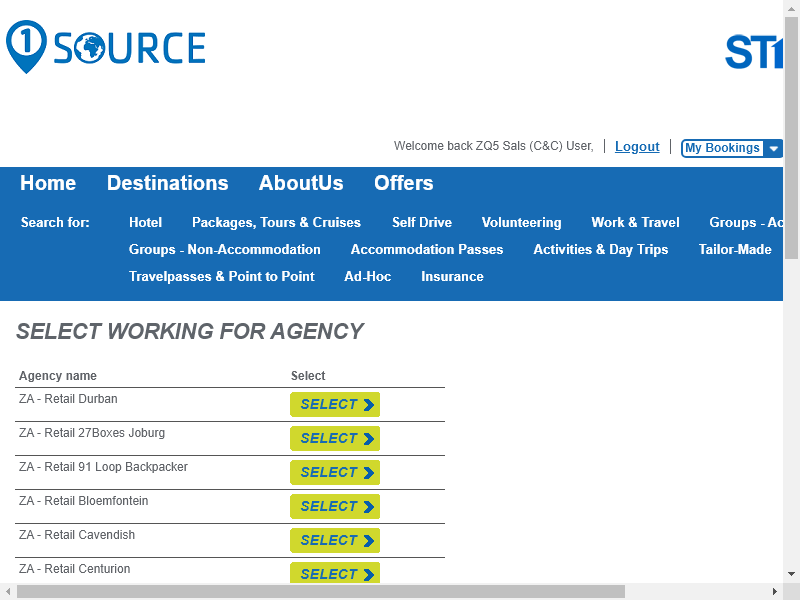 1 SOURCE
Welcome back ZQ5 Sals (C&C) User, | Logout | My Bookings
Home Destinations AboutUs Offers
Search for: Hotel Packages, Tours & Cruises Self Drive Volunteering Work & Travel Groups -
Groups - Non-Accommodation Accommodation Passes Activities & Day Trips Tailor-Made
Travelpasses & Point to Point Ad-Hoc Insurance
SELECT WORKING FOR AGENCY
Agency name Select
ZA - Retail Durban SELECT
ZA - Retail 27Boxes Joburg SELECT
ZA - Retail 91 Loop Backpacker SELECT
ZA - Retail Bloemfontein SELECT
ZA - Retail Cavendish SELECT
ZA - Retail Centurion SELECT